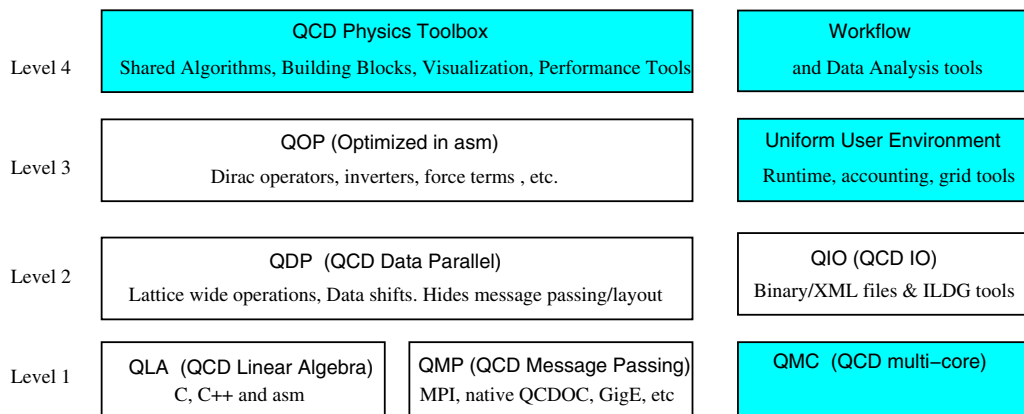 QCD Physics Toolbox
Shared Algorithms, Building Blocks, Visualization, Performance Tools
Workflow
and Data Analysis tools
Level 4
QOP (Optimized in asm)
Dirac operators, inverters, force terms , etc.
Uniform User Environment
Runtime, accounting, grid tools
Level 3
QDP (QCD Data Parallel)
Lattice wide operations, Data shifts. Hides message passing/layout
QIO (QCD IO)
Binary/XML files & ILDG tools
Level 2
QLA (QCD Linear Algebra)
C, C++ and asm
QMP (QCD Message Passing)
MPI, native QCDOC, GigE, etc
QMC (QCD multi−core)
Level 1